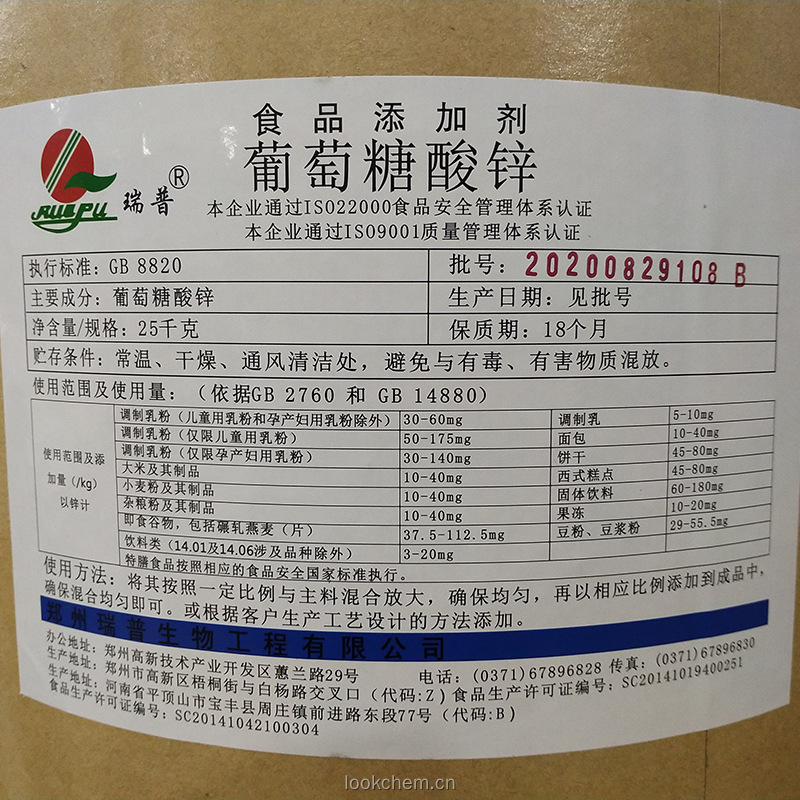 食品添加剂
葡萄糖酸锌
RUEPU 瑞普®
本企业通过ISO22000食品安全管理体系认证
本企业通过ISO9001质量管理体系认证
执行标准: GB 8820 批号: 20200829108 B
主要成分: 葡萄糖酸锌 生产日期: 见批号
净含量/规格: 25千克 保质期: 18个月
贮存条件: 常温、干燥、通风清洁处，避免与有毒、有害物质混放。
使用范围及使用量: （依据GB 2760 和 GB 14880）
使用范围及添
加量(/kg)
以锌计
调制乳粉（儿童用乳粉和孕产妇用乳粉除外） 30-60mg 调制乳 5-10mg
调制乳粉（仅限儿童用乳粉） 50-175mg 面包 10-40mg
调制乳粉（仅限孕产妇用乳粉） 30-140mg 饼干 45-80mg
大米及其制品 10-40mg 西式糕点 45-80mg
小麦粉及其制品 10-40mg 固体饮料 60-180mg
杂粮粉及其制品 10-40mg 果冻 10-20mg
即食谷物，包括碾轧燕麦（片） 37.5-112.5mg 豆粉、豆浆粉 29-55.5mg
饮料类（14.01及14.06涉及品种除外） 3-20mg
特膳食品按照相应的食品安全国家标准执行。
使用方法: 将其按照一定比例与主料混合放大，确保均匀，再以相应比例添加到成品中，
确保混合均匀即可。或根据客户生产工艺设计的方法添加。
郑州瑞普生物工程有限公司
办公地址: 郑州高新技术产业开发区蕙兰路29号 电话: (0371)67896828 传真: (0371)67896830
生产地址: 郑州市高新区梧桐街与白杨路交叉口（代码:Z）食品生产许可证编号: SC20141019400251
生产地址: 河南省平顶山市宝丰县周庄镇前进路东段77号（代码:B）
食品生产许可证编号: SC20141042100304
lookchem.cn